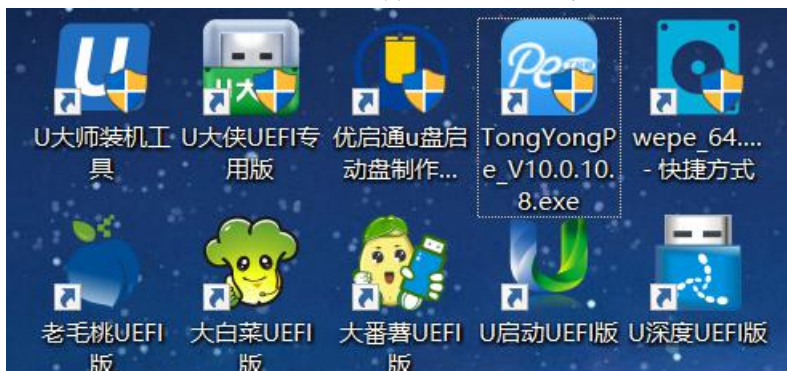 U大师装机工
具
U大侠UEFI专
用版
优启通u盘启
动盘制作...
Pe
TongYongP
e_V10.0.10.
8.exe
wepe_64....
- 快捷方式
老毛桃UEFI
版
大白菜UEFI
版
大番薯UEFI
版
U启动UEFI版
U深度UEFI版